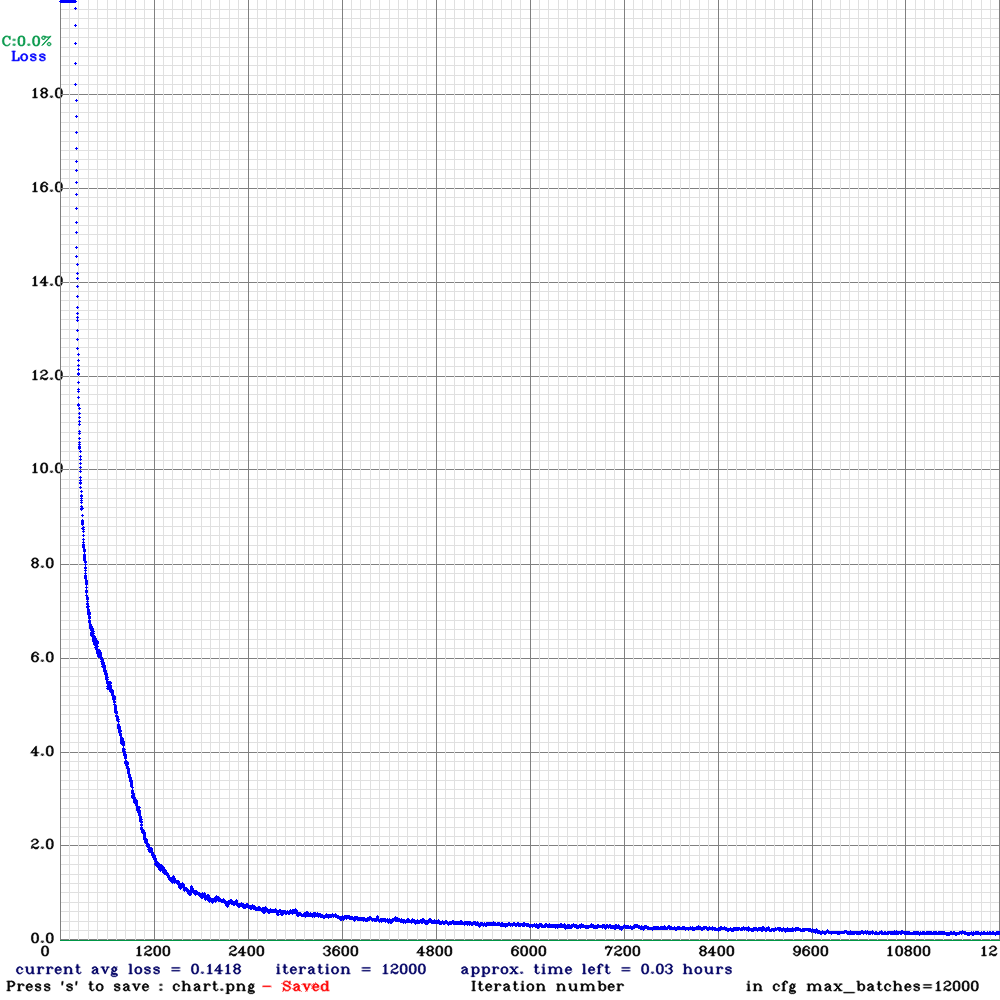 C:0.0%
Loss
18.0
16.0
14.0
12.0
10.0
8.0
6.0
4.0
2.0
0.0
0 1200 2400 3600 4800 6000 7200 8400 9600 10800 12
current avg loss = 0.1418 iteration = 12000 approx. time left = 0.03 hours
Press 's' to save : chart.png - Saved Iteration number in cfg max_batches=12000